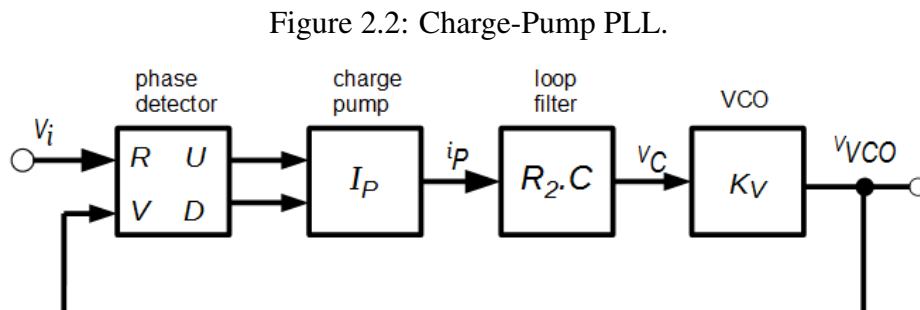 Figure 2.2: Charge-Pump PLL.
phase
detector
charge
pump
loop
filter
VCO
Vi
R U
V D
IP
iP
R2.C
VC
KV
VVCO